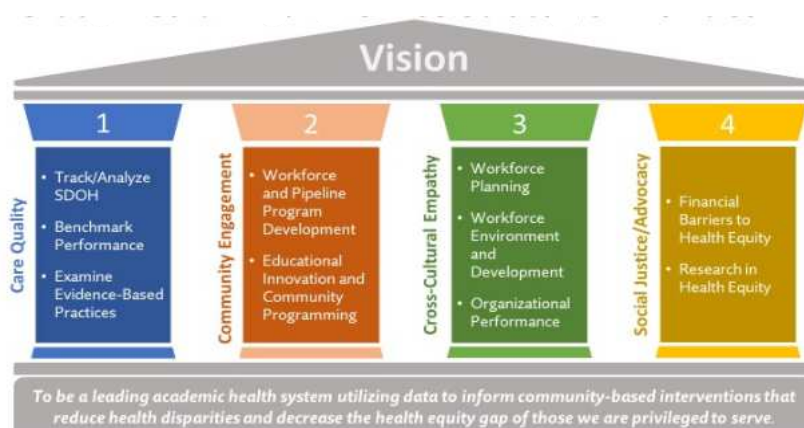 Vision
1
Care Quality
• Track/Analyze
SDOH
• Benchmark
Performance
• Examine
Evidence-Based
Practices
2
Community Engagement
• Workforce
and Pipeline
Program
Development
• Educational
Innovation and
Community
Programming
3
Cross-Cultural Empathy
• Workforce
Planning
• Workforce
Environment
and
Development
• Organizational
Performance
4
Social Justice/Advocacy
• Financial
Barriers to
Health Equity
• Research in
Health Equity
To be a leading academic health system utilizing data to inform community-based interventions that
reduce health disparities and decrease the health equity gap of those we are privileged to serve.